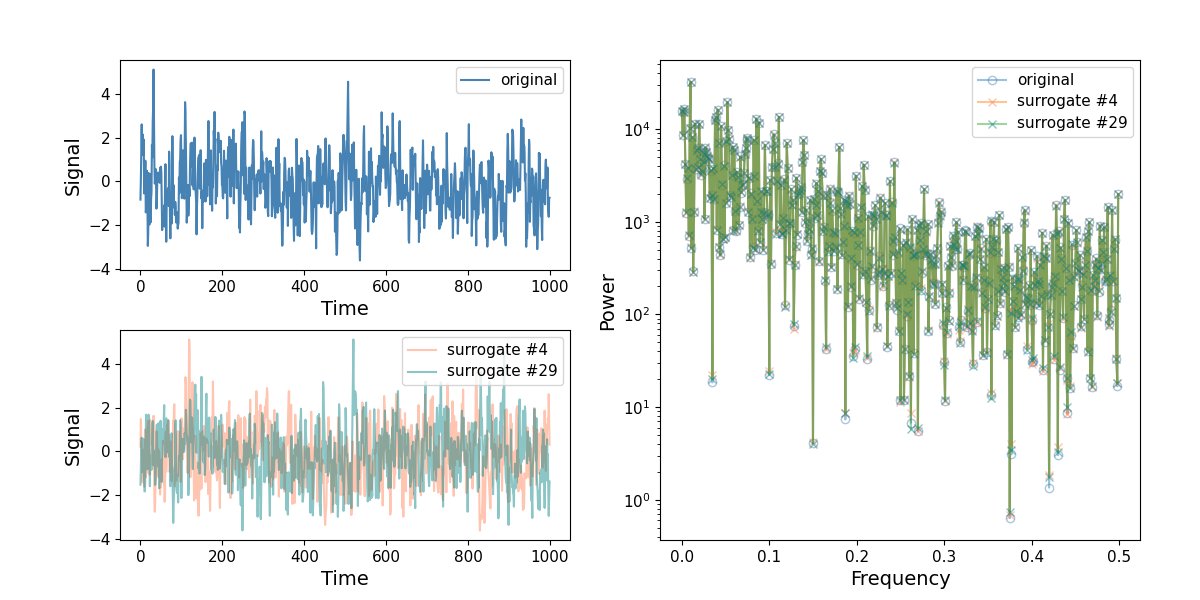 original
Signal
4
2
0
−2
−4
0
200
400
600
800
1000
Time
surrogate #4
surrogate #29
Signal
4
2
0
−2
−4
0
200
400
600
800
1000
Time
original
surrogate #4
surrogate #29
Power
10⁴
10³
10²
10¹
10⁰
0.0
0.1
0.2
0.3
0.4
0.5
Frequency